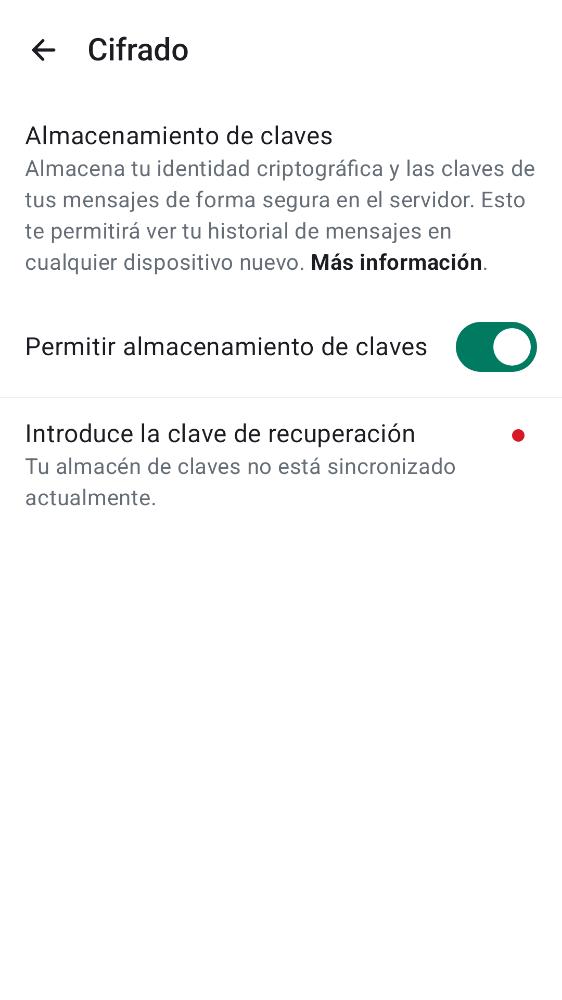 Cifrado
Almacenamiento de claves
Almacena tu identidad criptográfica y las claves de
tus mensajes de forma segura en el servidor. Esto
te permitirá ver tu historial de mensajes en
cualquier dispositivo nuevo. Más información.
Permitir almacenamiento de claves
Introduce la clave de recuperación
Tu almacén de claves no está sincronizado
actualmente.